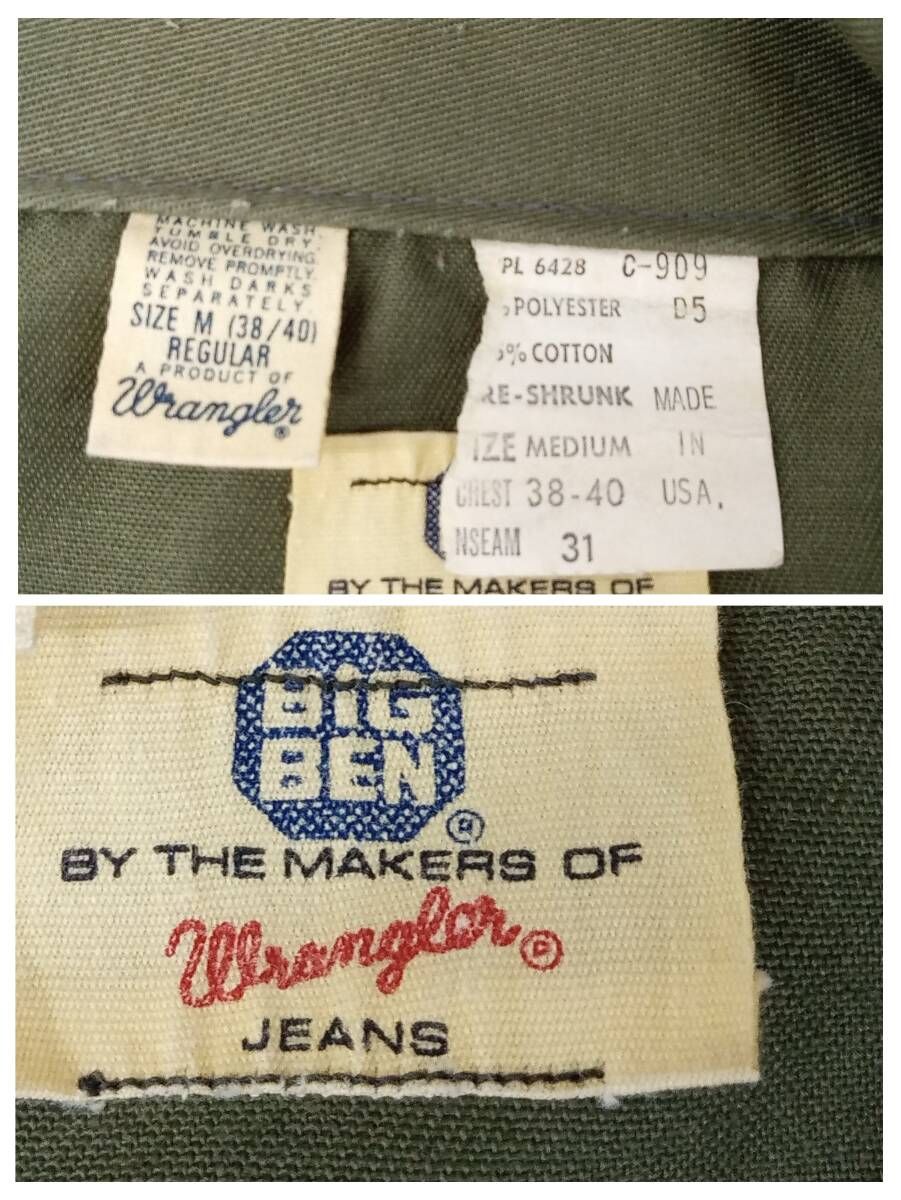 MACHINE WASH.
TUMBLE DRY.
AVOID OVERDRYING.
REMOVE PROMPTLY.
WASH DARKS
SEPARATELY.
SIZE M (38/40)
REGULAR
A PRODUCT OF
Wrangler ®
PL 6428 C-909
POLYESTER D5
% COTTON
RE-SHRUNK MADE
IZE MEDIUM IN
CHEST 38-40 USA.
NSEAM 31
BY THE MAKERS OF
BIG
BEN ®
BY THE MAKERS OF
Wrangler ®
JEANS